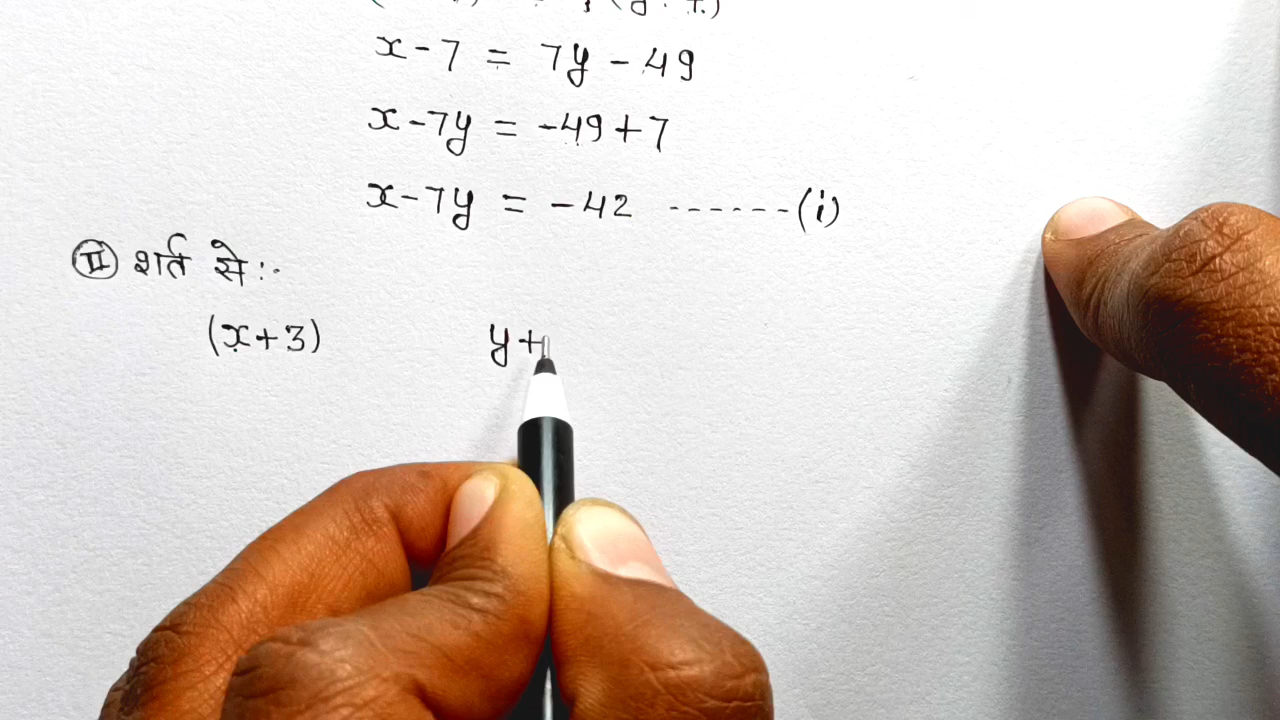 x-7 = 7y - 49
x-7y = -49+7
x-7y = -42 ------(i)
(II) शर्त से:-
(x+3) y+